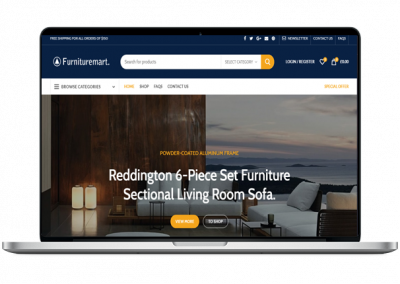 FREE SHIPPING FOR ALL ORDERS OF $150
NEWSLETTER CONTACT US FAQS
Furnituremart.
Search for products
SELECT CATEGORY
LOGIN / REGISTER
BROWSE CATEGORIES
HOME SHOP FAQS CONTACT US
SPECIAL OFFER
POWDER-COATED ALUMINUM FRAME
Reddington 6-Piece Set Furniture
Sectional Living Room Sofa.
VIEW MORE TO SHOP